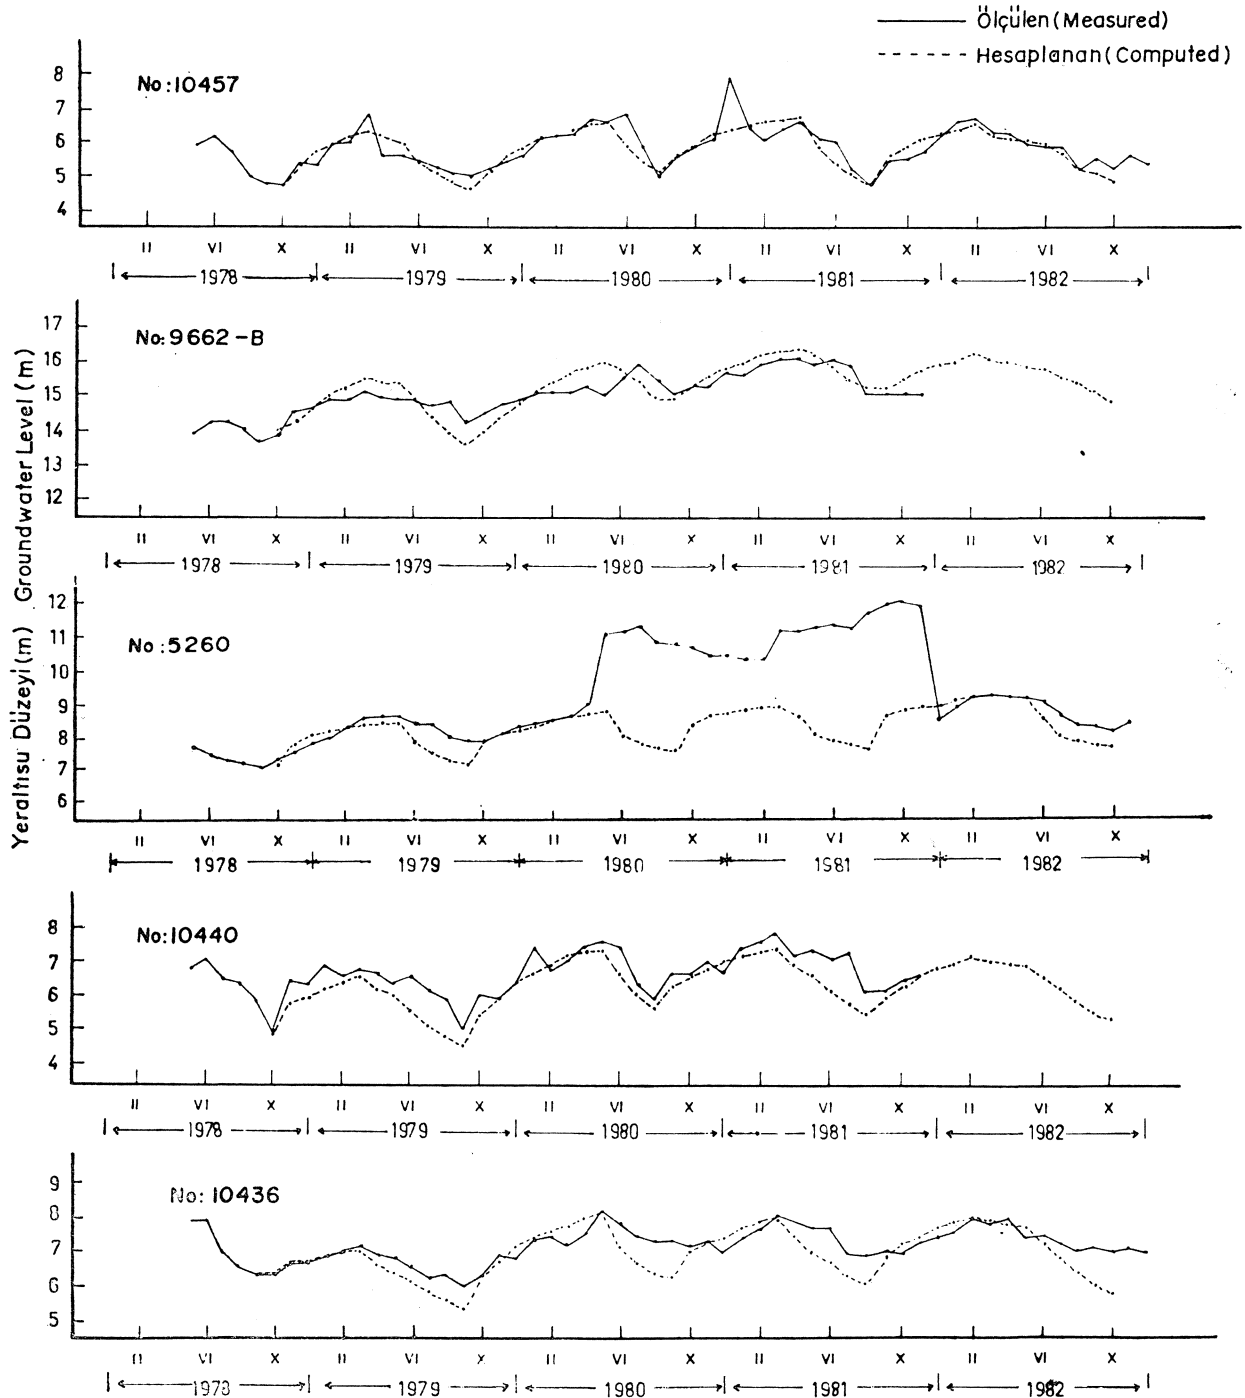 Ölçülen (Measured)
Hesaplanan (Computed)
Yeraltısu Düzeyi (m) Groundwater Level (m)
No:10457
8
7
6
5
4
II VI X II VI X II VI X II VI X II VI X
1978 1979 1980 1981 1982
No:9662-B
17
16
15
14
13
12
II VI X II VI X II VI X II VI X II VI X
1978 1979 1980 1981 1982
No:5260
12
11
10
9
8
7
6
II VI X II VI X II VI X II VI X II VI X
1978 1979 1980 1981 1982
No:10440
8
7
6
5
4
II VI X II VI X II VI X II VI X II VI X
1978 1979 1980 1981 1982
No:10436
9
8
7
6
5
II VI X II VI X II VI X II VI X II VI X
1978 1979 1980 1981 1982